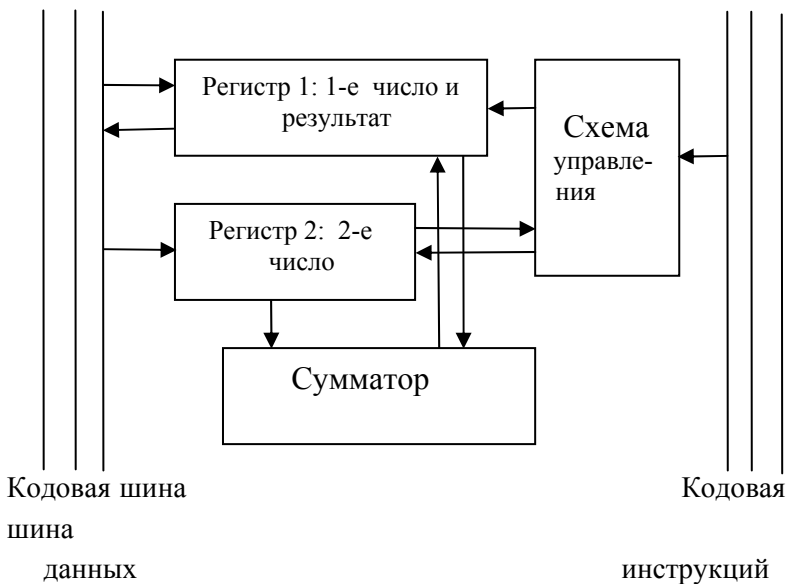 Регистр 1: 1-е число и
результат
Схема
управле-
ния
Регистр 2: 2-е
число
Сумматор
Кодовая шина Кодовая
шина
данных инструкций